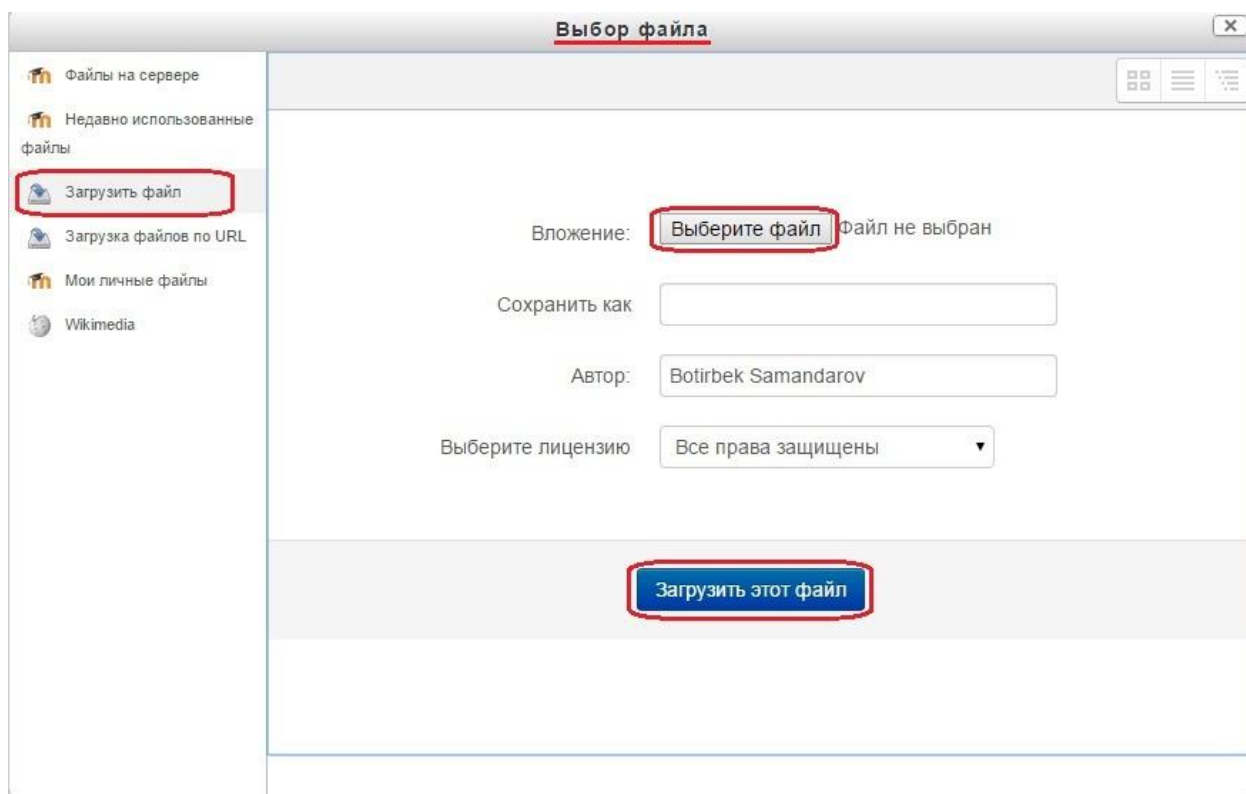 Выбор файла
Файлы на сервере
Недавно использованные
файлы
Загрузить файл
Загрузка файлов по URL
Мои личные файлы
Wikimedia
Вложение: Выберите файл Файл не выбран
Сохранить как
Автор: Botirbek Samandarov
Выберите лицензию Все права защищены
Загрузить этот файл